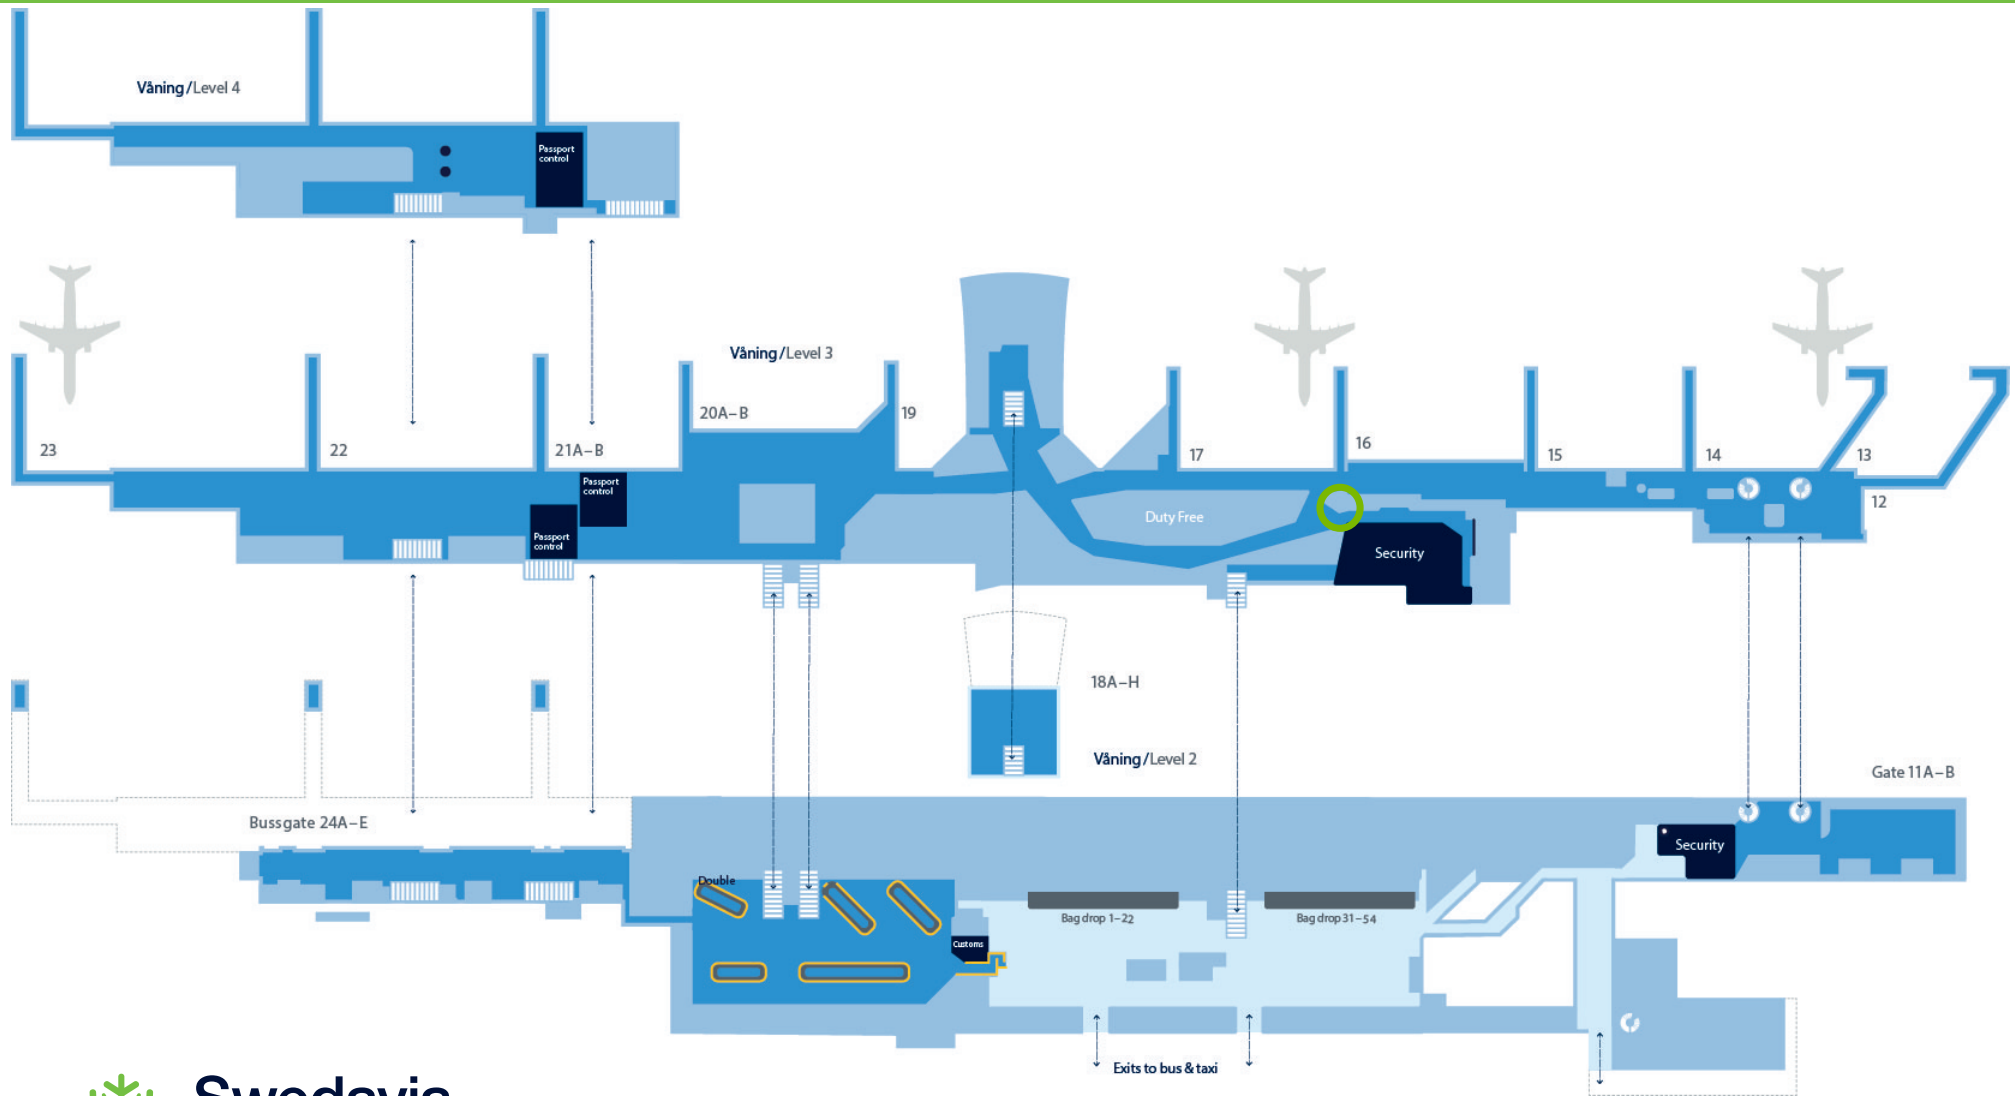 Våning/Level 4
Passport
control
Våning/Level 3
20A–B
19
23
22
21A–B
17
16
15
14
13
12
Passport
control
Passport
control
Duty Free
Security
18A–H
Våning/Level 2
Gate 11A–B
Bussgate 24A–E
Security
Double
Bag drop 1–22
Bag drop 31–54
Customs
Exits to bus & taxi
Swedavia